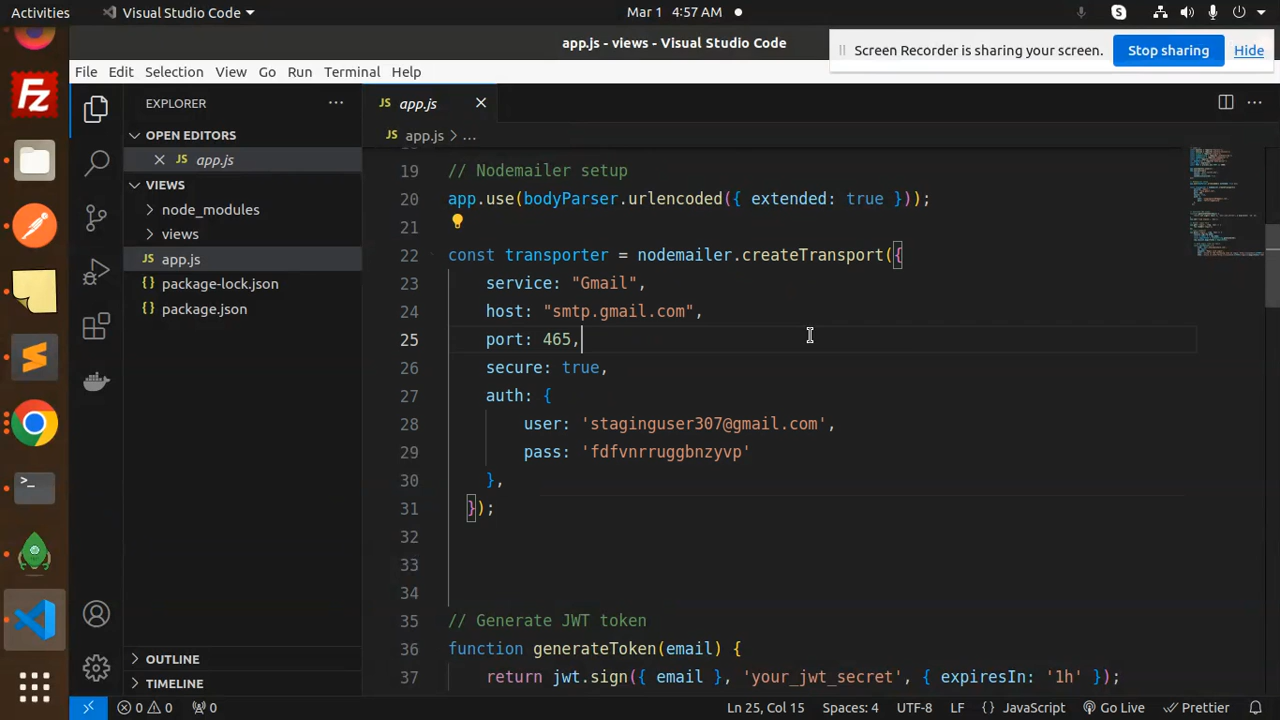 Activities
Visual Studio Code
Mar 1 4:57 AM
app.js - views - Visual Studio Code
Screen Recorder is sharing your screen.
Stop sharing
Hide
File Edit Selection View Go Run Terminal Help
EXPLORER
JS app.js
JS app.js > ...
OPEN EDITORS
JS app.js
VIEWS
node_modules
views
JS app.js
package-lock.json
package.json
OUTLINE
TIMELINE
19 // Nodemailer setup
20 app.use(bodyParser.urlencoded({ extended: true }));
21
22 const transporter = nodemailer.createTransport({
23 service: "Gmail",
24 host: "smtp.gmail.com",
25 port: 465,
26 secure: true,
27 auth: {
28 user: 'staginguser307@gmail.com',
29 pass: 'fdfvnrruggbnzyvp'
30 },
31 });
32
33
34
35 // Generate JWT token
36 function generateToken(email) {
37 return jwt.sign({ email }, 'your_jwt_secret', { expiresIn: '1h' });
0 0 0 Ln 25, Col 15 Spaces: 4 UTF-8 LF {} JavaScript Go Live Prettier